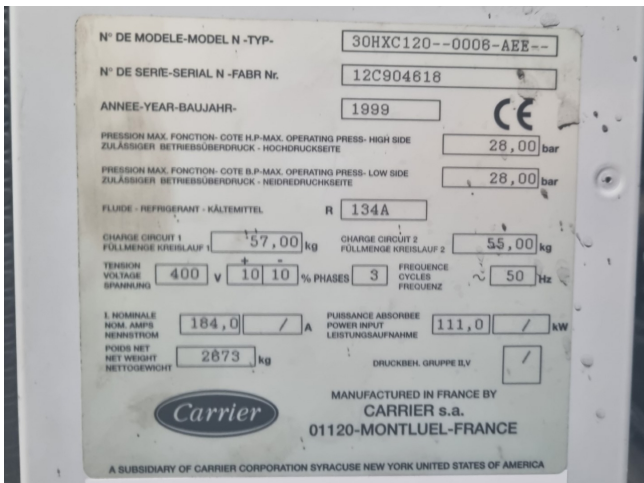 N° DE MODELE-MODEL N -TYP- 30HXC120--0006-AEE--
N° DE SERIE-SERIAL N -FABR Nr. 12C904618
ANNEE-YEAR-BAUJAHR- 1999 CE
PRESSION MAX. FONCTION- COTE H.P-MAX. OPERATING PRESS- HIGH SIDE
ZULÄSSIGER BETRIEBSÜBERDRUCK - HOCHDRUCKSEITE 28,00 bar
PRESSION MAX. FONCTION- COTE B.P-MAX. OPERATING PRESS- LOW SIDE
ZULÄSSIGER BETRIEBSÜBERDRUCK - NEIDREDRUCHKSEITE 28,00 bar
FLUIDE - REFRIGERANT - KÄLTEMITTEL R 134A
CHARGE CIRCUIT 1
FÜLLMENGE KREISLAUF 1 57,00 kg
CHARGE CIRCUIT 2
FÜLLMENGE KREISLAUF 2 55,00 kg
TENSION
VOLTAGE
SPANNUNG 400 V + 10 - 10 % PHASES 3
FREQUENCE
CYCLES
FREQUENZ ~ 50 Hz
I. NOMINALE
NOM. AMPS
NENNSTROM 184,0 / A
PUISSANCE ABSORBEE
POWER INPUT
LEISTUNGSAUFNAHME 111,0 / kW
POIDS NET
NET WEIGHT
NETTOGEWICHT 2673 kg
DRUCKBEH. GRUPPE II,V /
Carrier
MANUFACTURED IN FRANCE BY
CARRIER s.a.
01120-MONTLUEL-FRANCE
A SUBSIDIARY OF CARRIER CORPORATION SYRACUSE NEW YORK UNITED STATES OF AMERICA